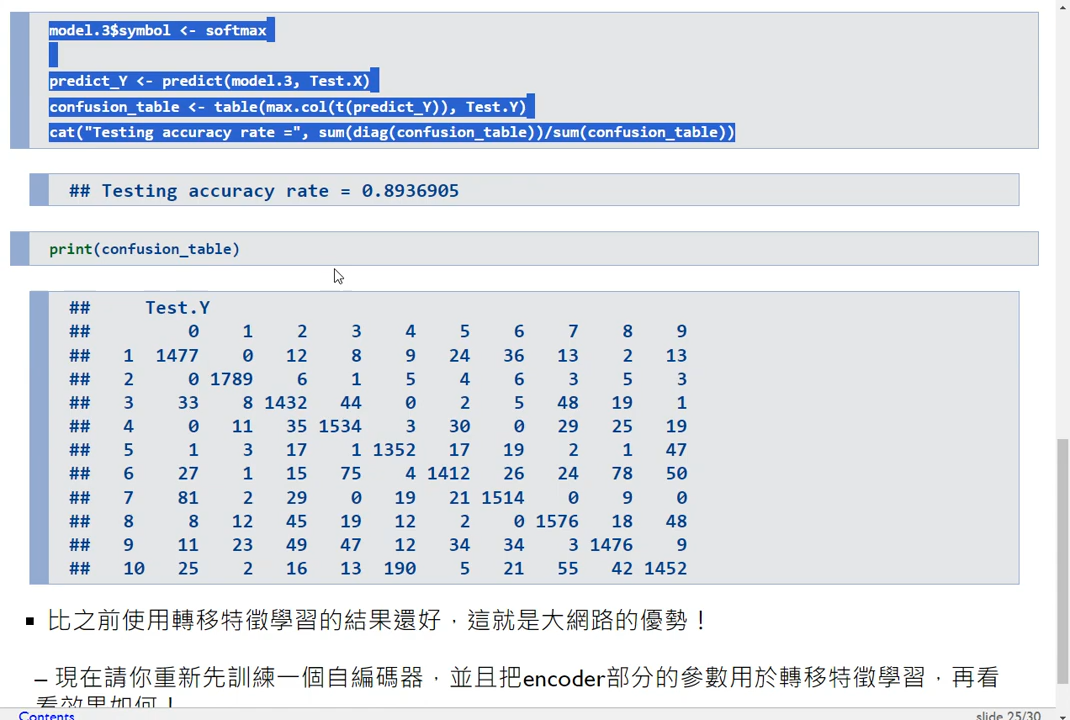 model.3$symbol <- softmax
predict_Y <- predict(model.3, Test.X)
confusion_table <- table(max.col(t(predict_Y)), Test.Y)
cat("Testing accuracy rate =", sum(diag(confusion_table))/sum(confusion_table))
## Testing accuracy rate = 0.8936905
print(confusion_table)
## Test.Y
## 0 1 2 3 4 5 6 7 8 9
## 1 1477 0 12 8 9 24 36 13 2 13
## 2 0 1789 6 1 5 4 6 3 5 3
## 3 33 8 1432 44 0 2 5 48 19 1
## 4 0 11 35 1534 3 30 0 29 25 19
## 5 1 3 17 1 1352 17 19 2 1 47
## 6 27 1 15 75 4 1412 26 24 78 50
## 7 81 2 29 0 19 21 1514 0 9 0
## 8 8 12 45 19 12 2 0 1576 18 48
## 9 11 23 49 47 12 34 34 3 1476 9
## 10 25 2 16 13 190 5 21 55 42 1452
▪ 比之前使用轉移特徵學習的結果還好，這就是大網路的優勢！
– 現在請你重新先訓練一個自編碼器，並且把encoder部分的參數用於轉移特徵學習，再看
看效果如何！
Contents
slide 25/30